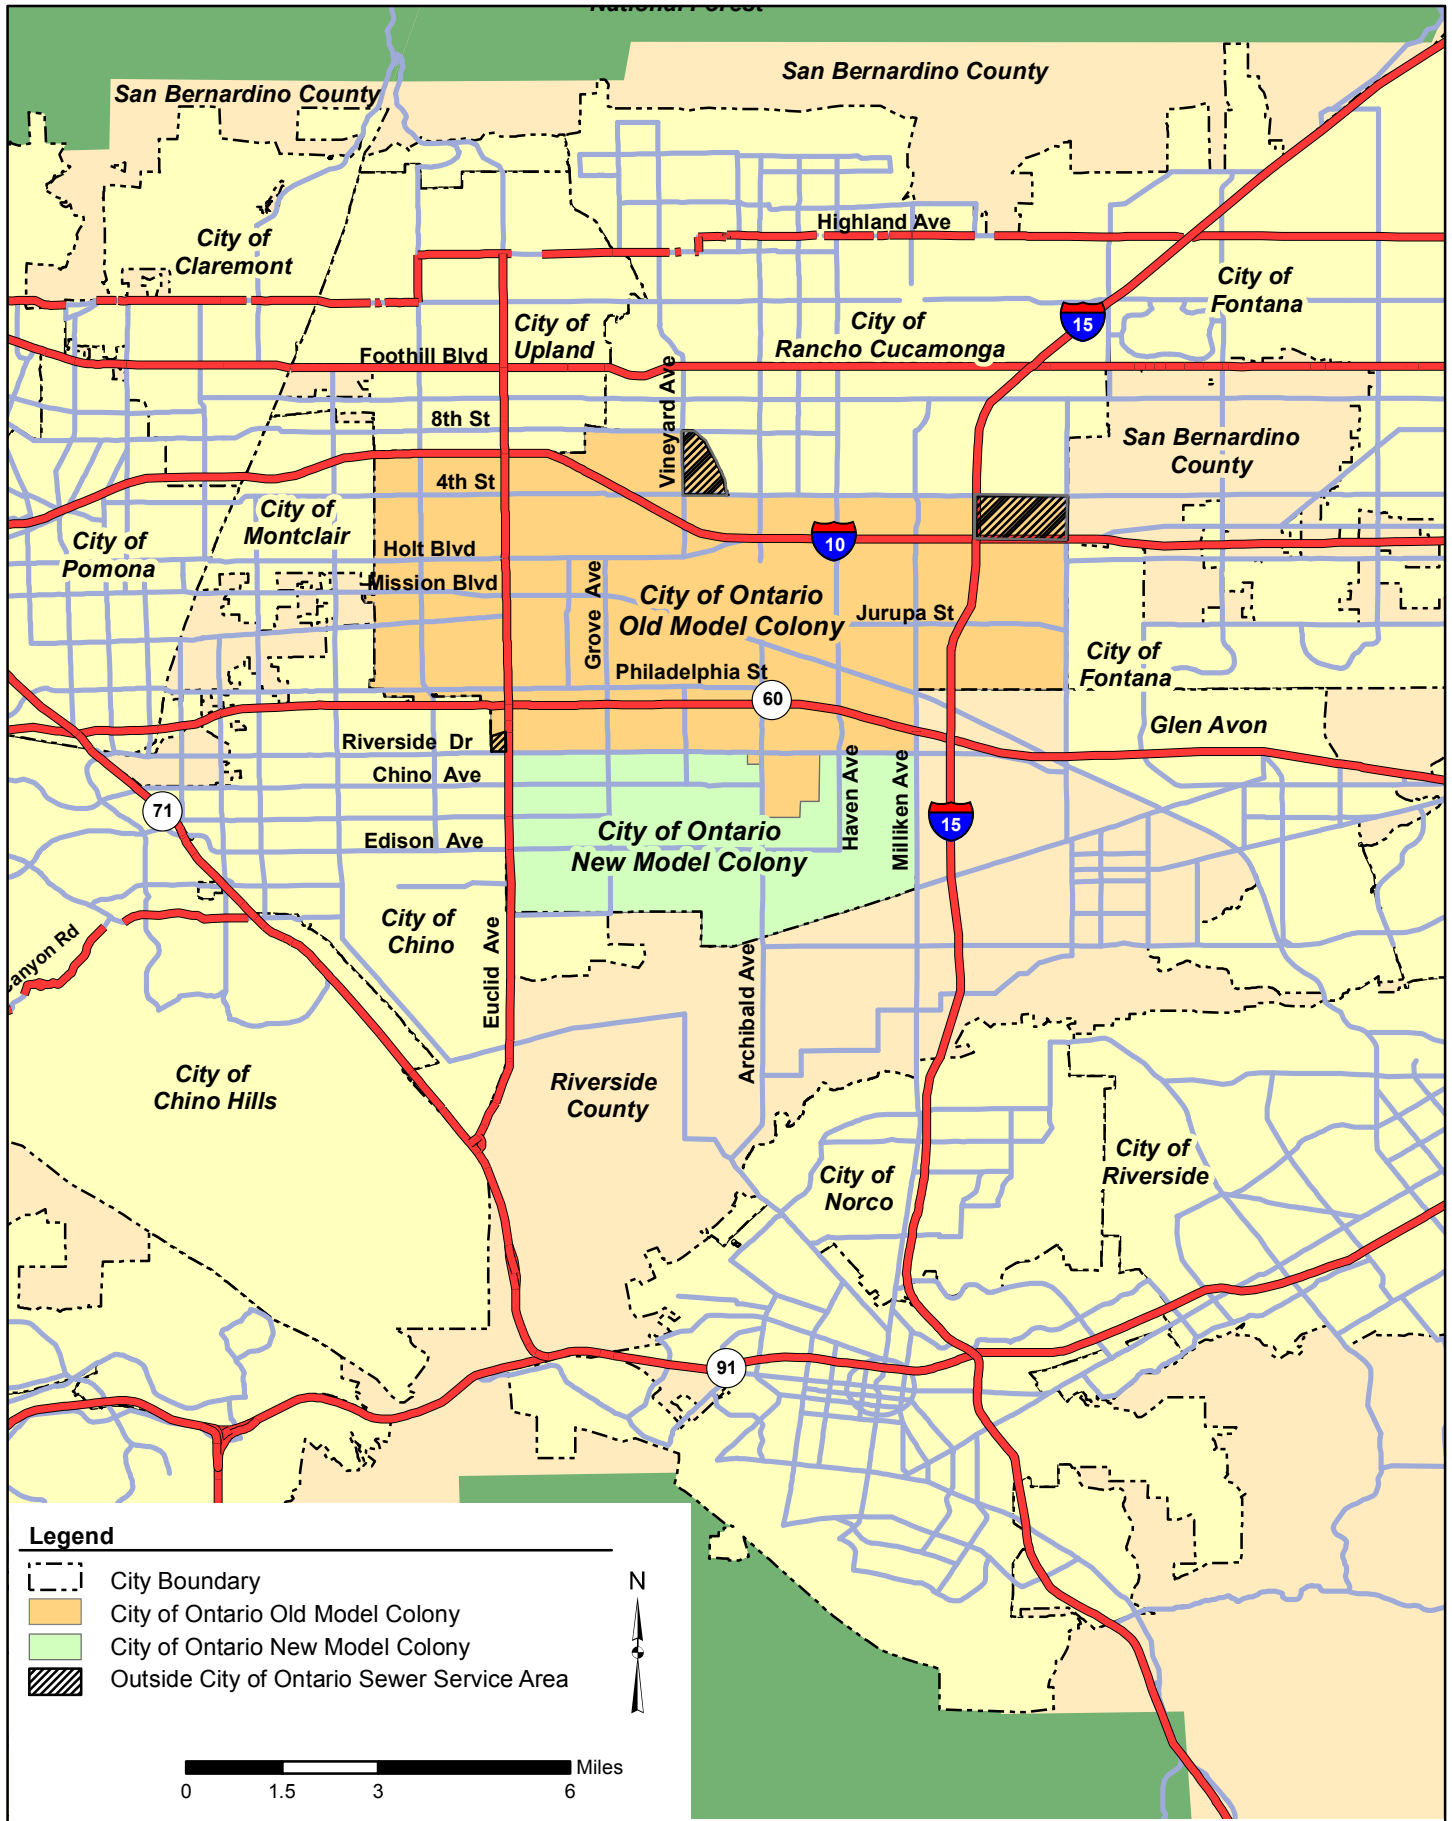 National Forest
San Bernardino County
San Bernardino County
Highland Ave
City of
Claremont
City of
Fontana
15
City of
Upland
City of
Rancho Cucamonga
Foothill Blvd
Vineyard Ave
8th St
San Bernardino
County
4th St
City of
Montclair
City of
Pomona
10
Holt Blvd
Mission Blvd
Grove Ave
City of Ontario
Old Model Colony
Jurupa St
Philadelphia St
City of
Fontana
60
Glen Avon
Riverside Dr
Chino Ave
Haven Ave
Milliken Ave
71
15
Edison Ave
City of Ontario
New Model Colony
City of
Chino
Euclid Ave
anyon Rd
Archibald Ave
City of
Chino Hills
Riverside
County
City of
Norco
City of
Riverside
91
Legend
City Boundary
City of Ontario Old Model Colony
City of Ontario New Model Colony
Outside City of Ontario Sewer Service Area
N
Miles
0 1.5 3 6